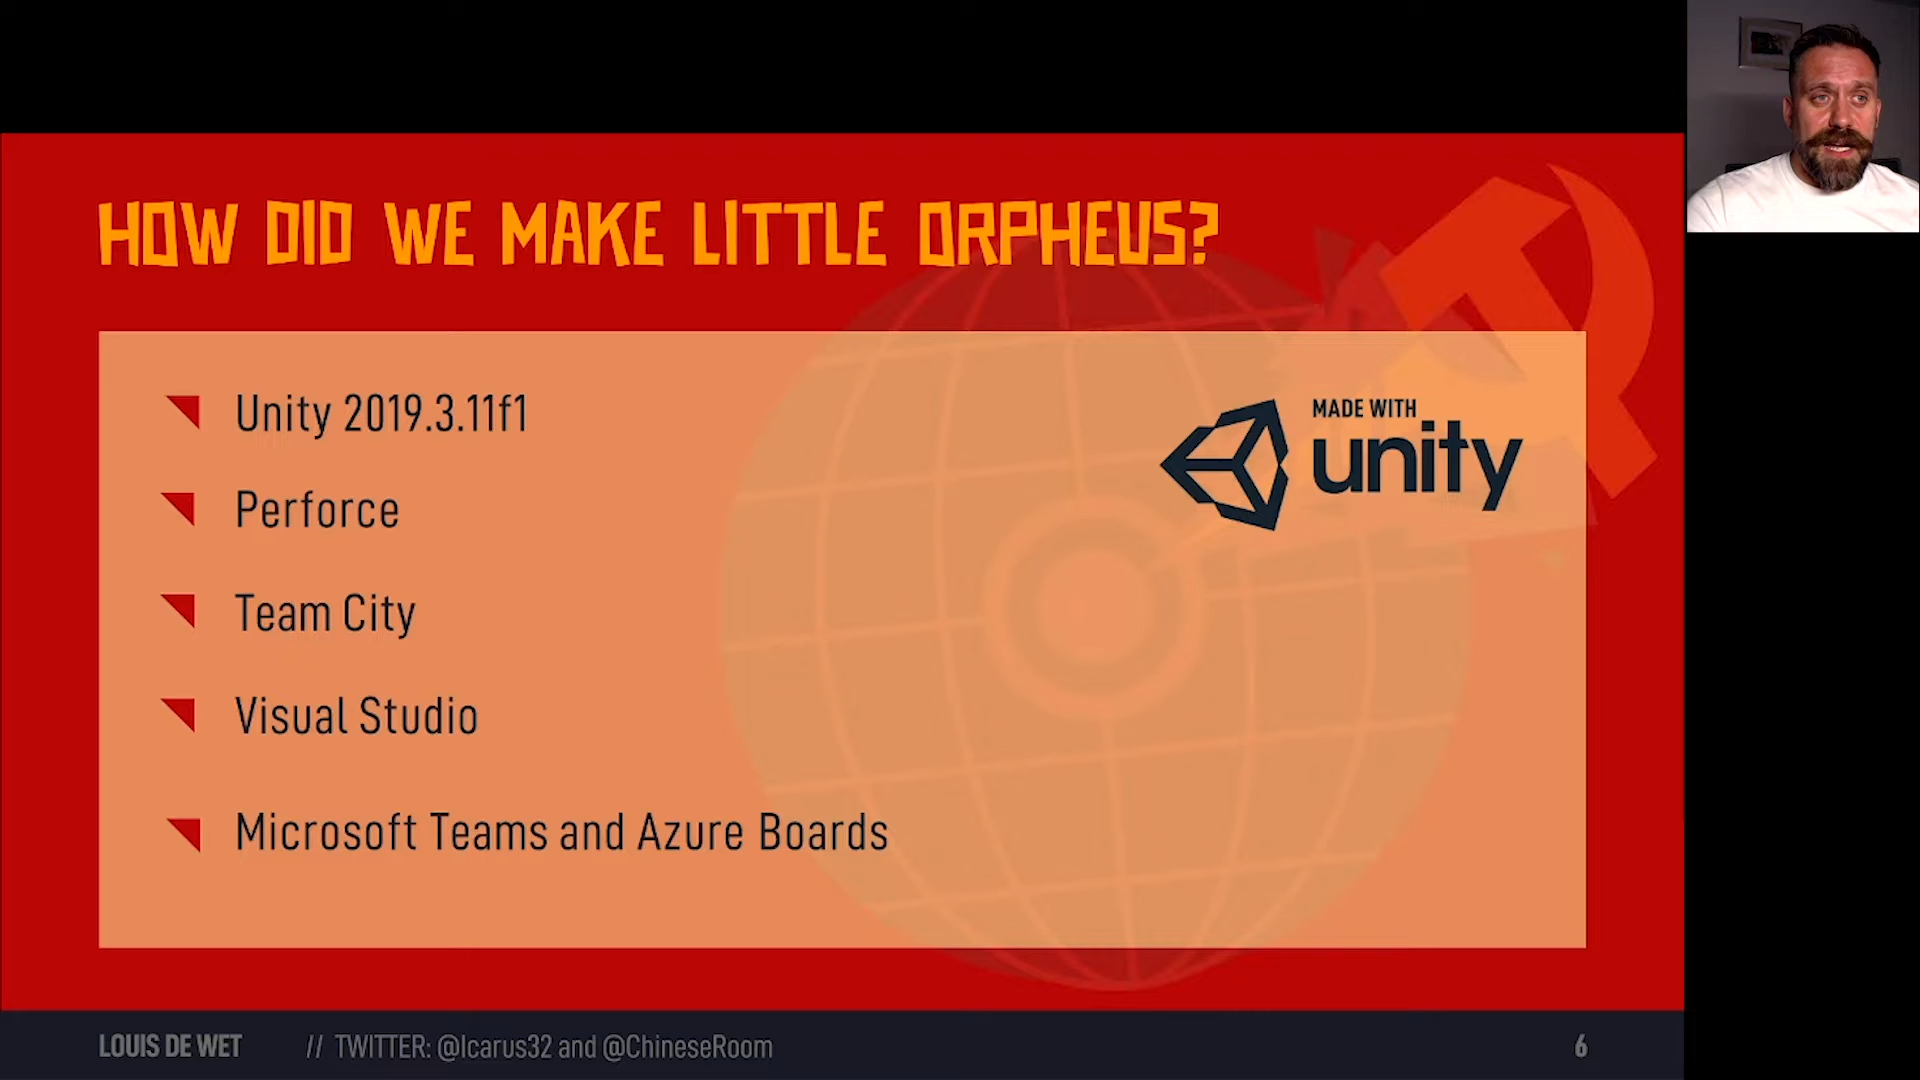 HOW DID WE MAKE LITTLE ORPHEUS?
Unity 2019.3.11f1
MADE WITH
unity
Perforce
Team City
Visual Studio
Microsoft Teams and Azure Boards
LOUIS DE WET // TWITTER: @Icarus32 and @ChineseRoom 6